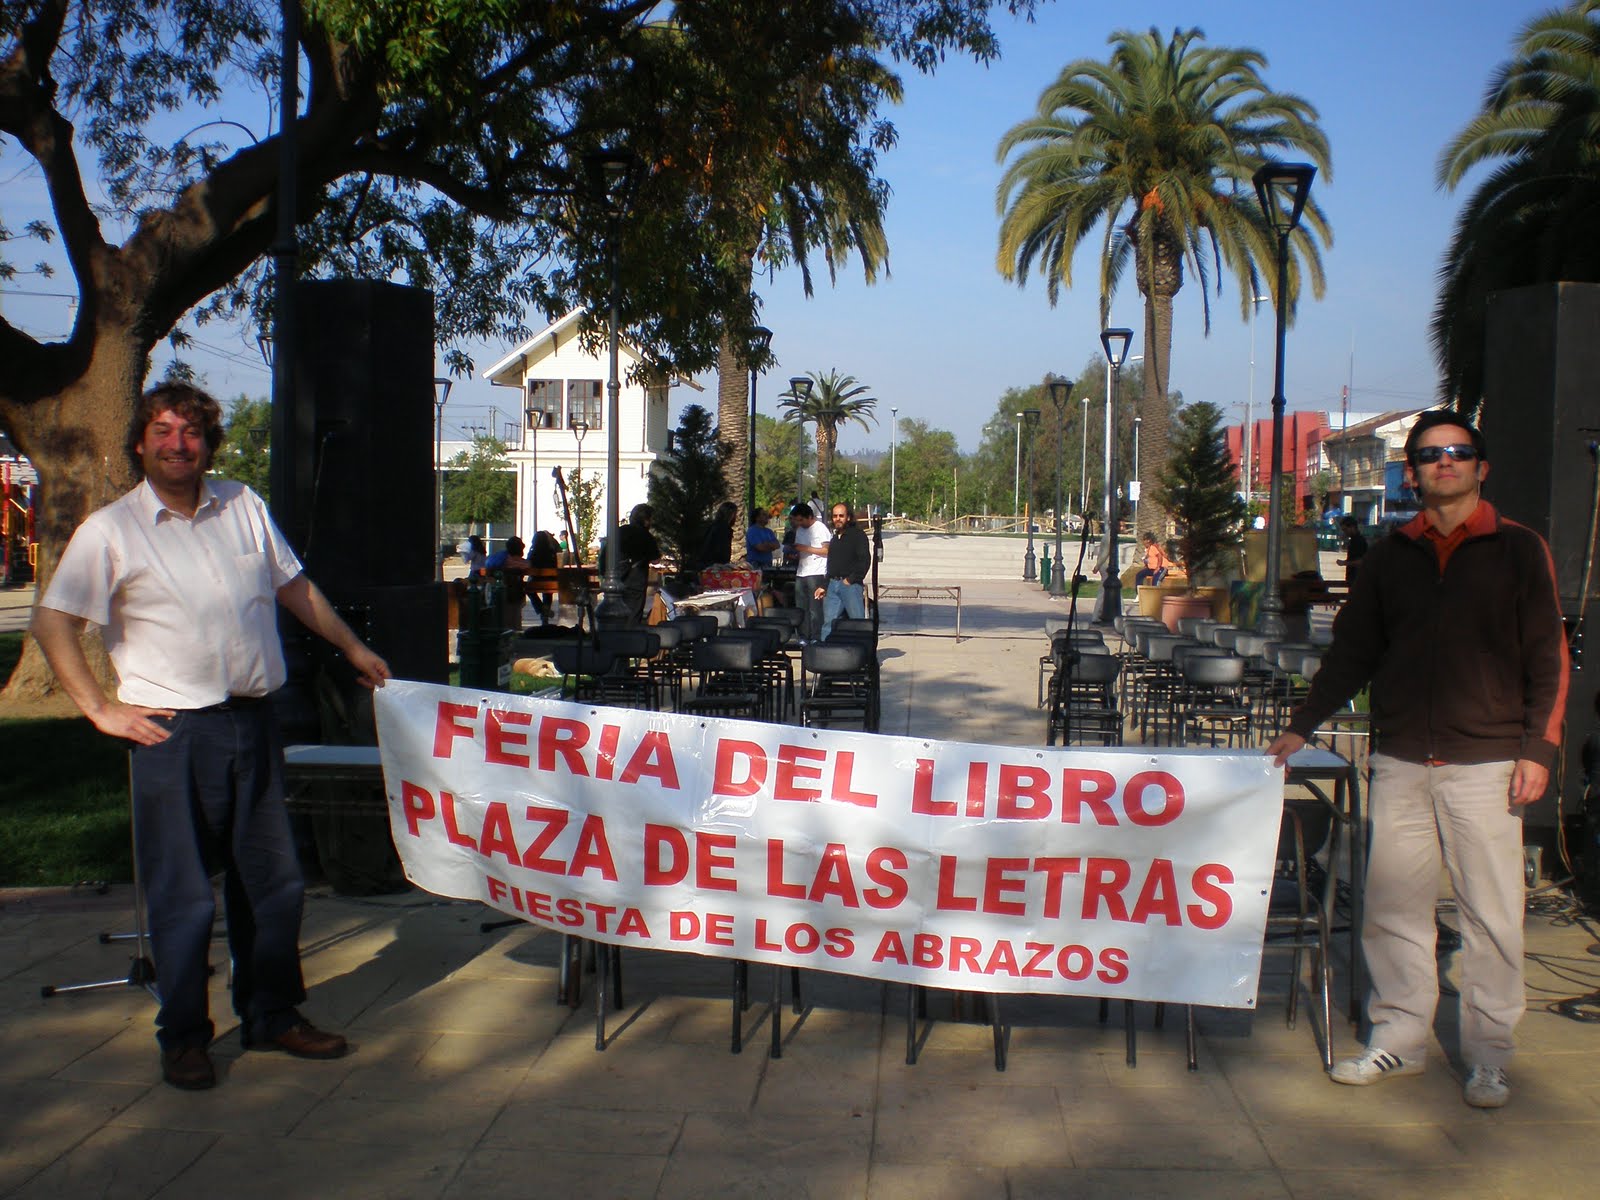 FERIA DEL LIBRO
PLAZA DE LAS LETRAS
FIESTA DE LOS ABRAZOS